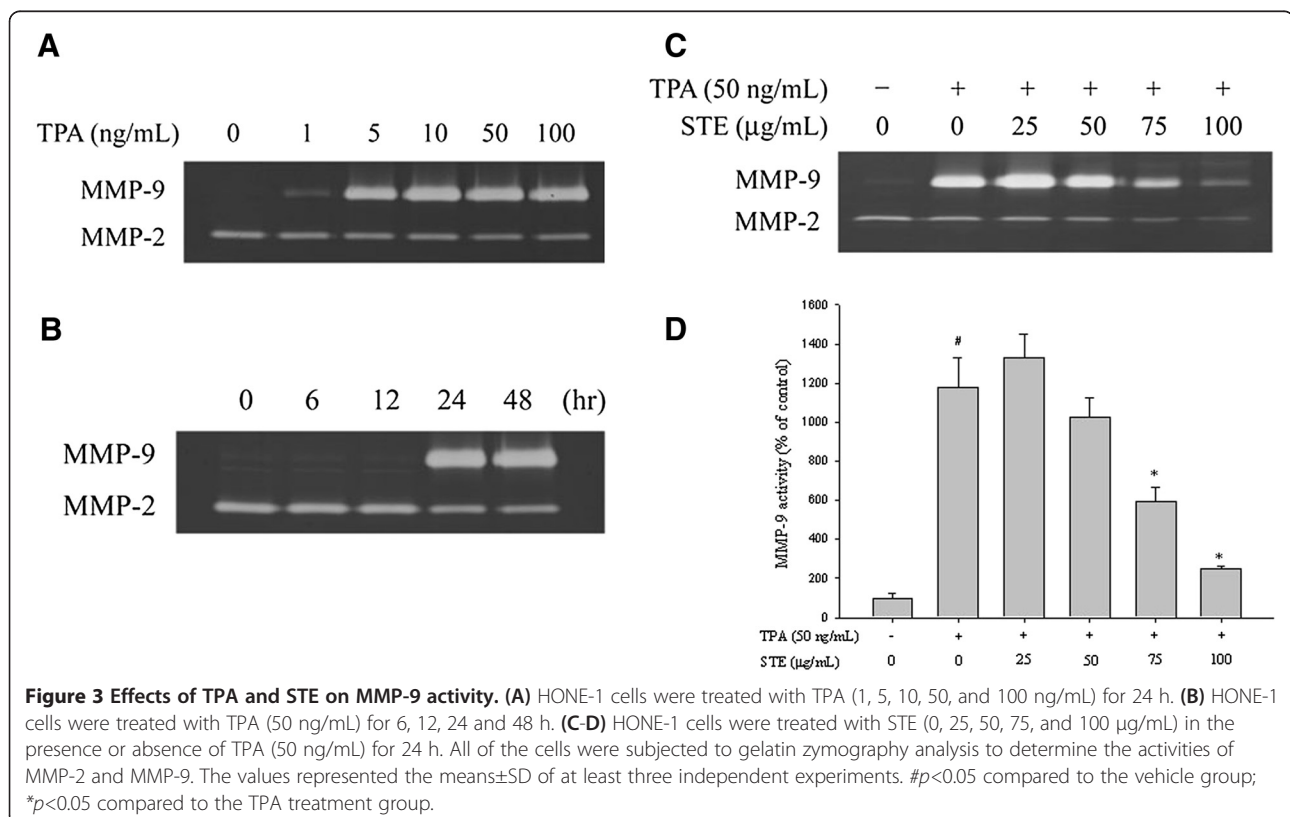 A
TPA (ng/mL) 0 1 5 10 50 100
MMP-9
MMP-2
B
0 6 12 24 48 (hr)
MMP-9
MMP-2
C
TPA (50 ng/mL) − + + + + +
STE (μg/mL) 0 0 25 50 75 100
MMP-9
MMP-2
D
MMP-9 activity (% of control)
1600
1400
1200
1000
800
600
400
200
0
#
*
*
TPA (50 ng/mL) - + + + + +
STE (μg/mL) 0 0 25 50 75 100
Figure 3 Effects of TPA and STE on MMP-9 activity. (A) HONE-1 cells were treated with TPA (1, 5, 10, 50, and 100 ng/mL) for 24 h. (B) HONE-1
cells were treated with TPA (50 ng/mL) for 6, 12, 24 and 48 h. (C-D) HONE-1 cells were treated with STE (0, 25, 50, 75, and 100 μg/mL) in the
presence or absence of TPA (50 ng/mL) for 24 h. All of the cells were subjected to gelatin zymography analysis to determine the activities of
MMP-2 and MMP-9. The values represented the means±SD of at least three independent experiments. #p<0.05 compared to the vehicle group;
*p<0.05 compared to the TPA treatment group.